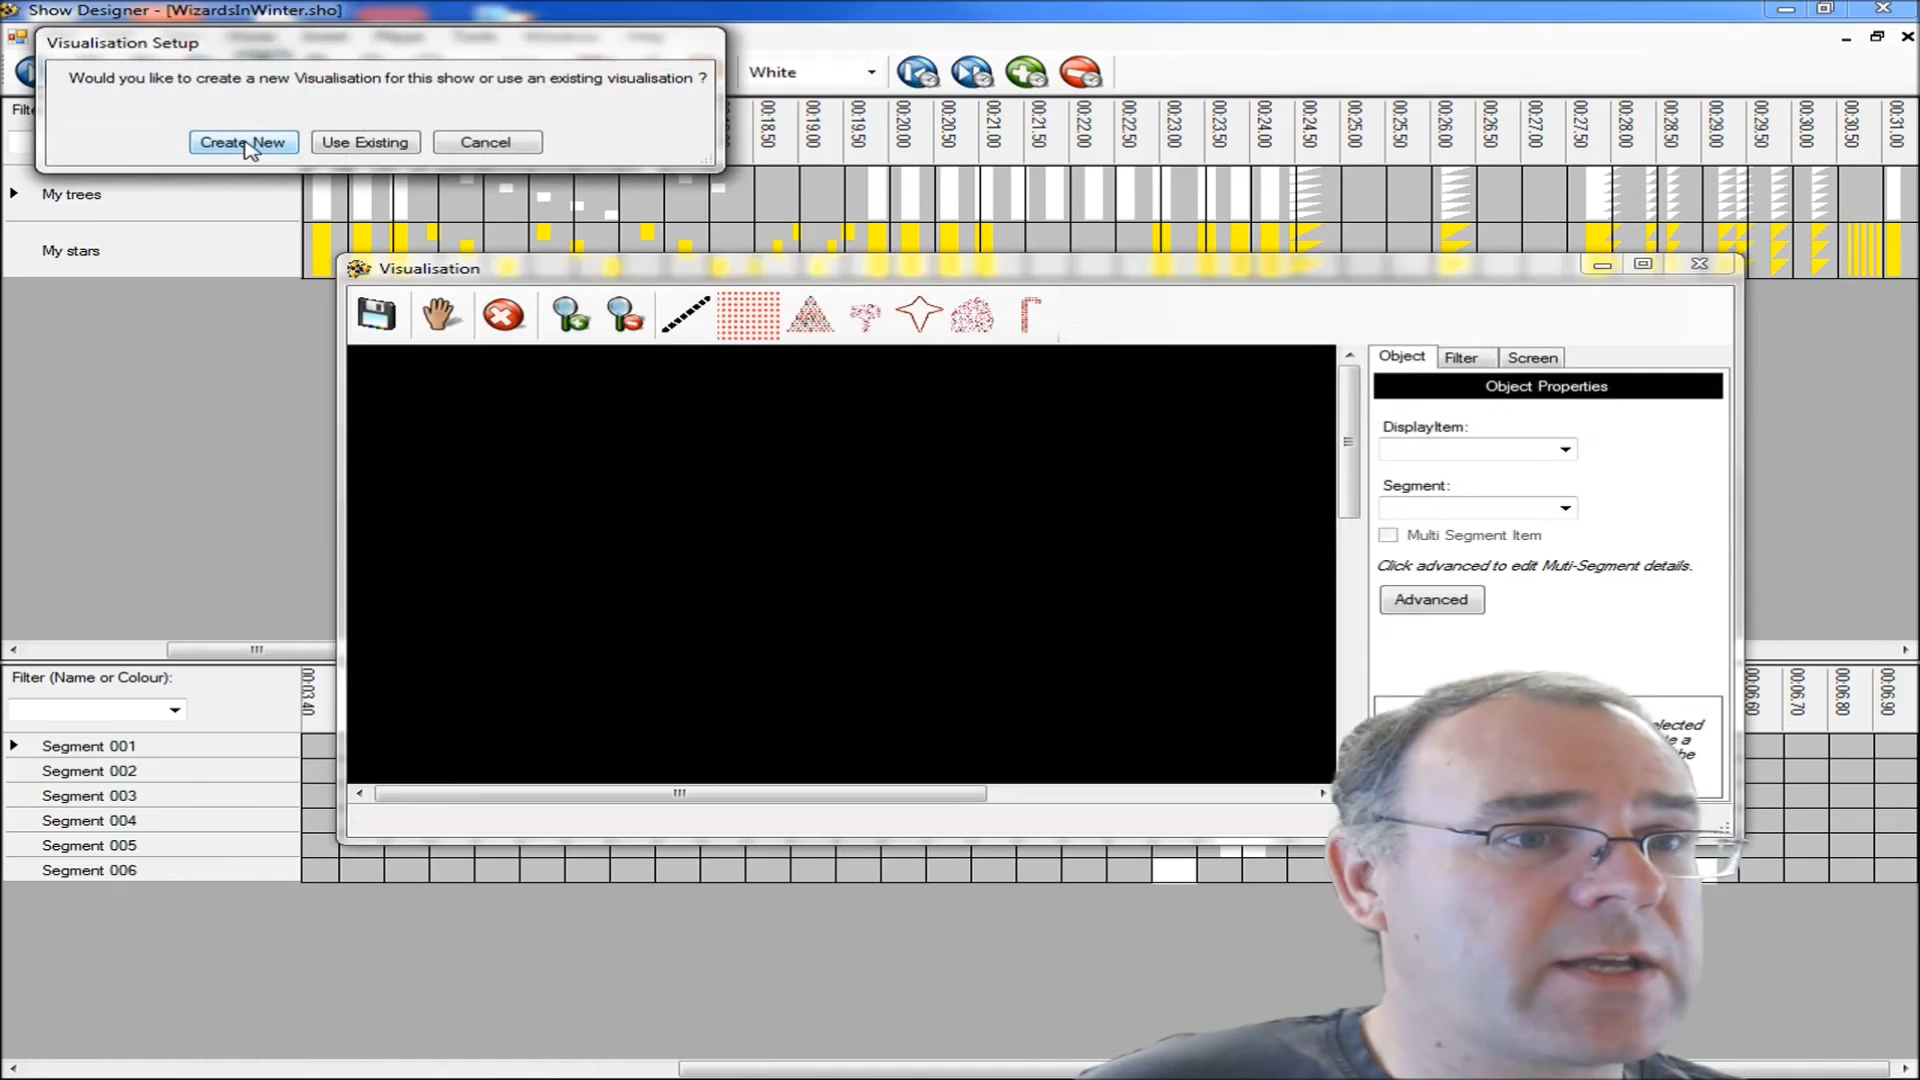 Show Designer - [WizardsInWinter.sho]
Visualisation Setup
Would you like to create a new Visualisation for this show or use an existing visualisation ?
Create New
Use Existing
Cancel
White
00:18.50
00:19.00
00:19.50
00:20.00
00:20.50
00:21.00
00:21.50
00:22.00
00:22.50
00:23.00
00:23.50
00:24.00
00:24.50
00:25.00
00:25.50
00:26.00
00:26.50
00:27.00
00:27.50
00:28.00
00:28.50
00:29.00
00:29.50
00:30.00
00:30.50
00:31.00
My trees
My stars
Visualisation
Object
Filter
Screen
Object Properties
DisplayItem:
Segment:
Multi Segment Item
Click advanced to edit Muti-Segment details.
Advanced
Filter (Name or Colour):
00:03.40
00:06.70
00:06.80
00:06.90
Segment 001
Segment 002
Segment 003
Segment 004
Segment 005
Segment 006